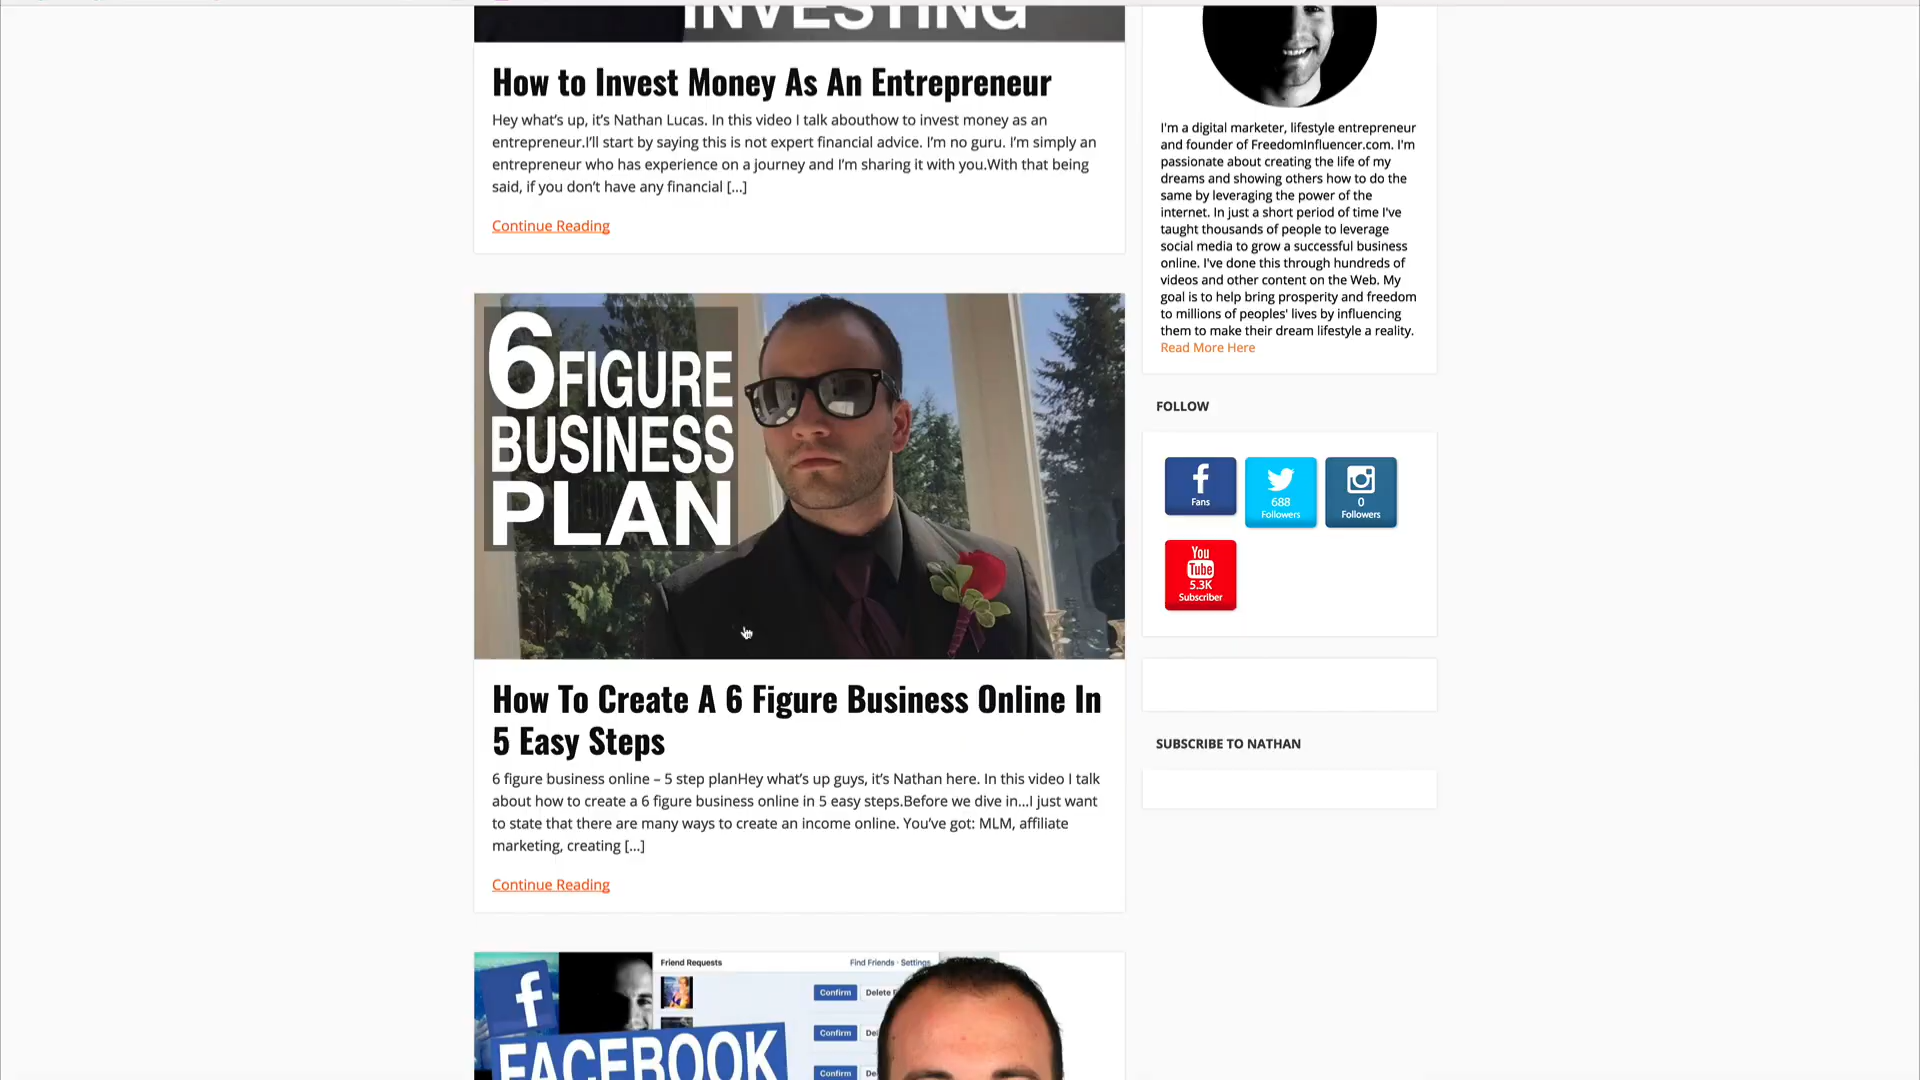 INVESTING
How to Invest Money As An Entrepreneur
Hey what's up, it's Nathan Lucas. In this video I talk abouthow to invest money as an
entrepreneur.I'll start by saying this is not expert financial advice. I'm no guru. I'm simply an
entrepreneur who has experience on a journey and I'm sharing it with you.With that being
said, if you don't have any financial [...]
Continue Reading
6 FIGURE
BUSINESS
PLAN
How To Create A 6 Figure Business Online In
5 Easy Steps
6 figure business online – 5 step planHey what's up guys, it's Nathan here. In this video I talk
about how to create a 6 figure business online in 5 easy steps.Before we dive in...I just want
to state that there are many ways to create an income online. You've got: MLM, affiliate
marketing, creating [...]
Continue Reading
Friend Requests
Find Friends · Settings
Confirm
Delete
Confirm
Confirm
FACEBOOK
I'm a digital marketer, lifestyle entrepreneur
and founder of FreedomInfluencer.com. I'm
passionate about creating the life of my
dreams and showing others how to do the
same by leveraging the power of the
internet. In just a short period of time I've
taught thousands of people to leverage
social media to grow a successful business
online. I've done this through hundreds of
videos and other content on the Web. My
goal is to help bring prosperity and freedom
to millions of peoples' lives by influencing
them to make their dream lifestyle a reality.
Read More Here
FOLLOW
Fans
688
Followers
0
Followers
You
Tube
5.3K
Subscriber
SUBSCRIBE TO NATHAN